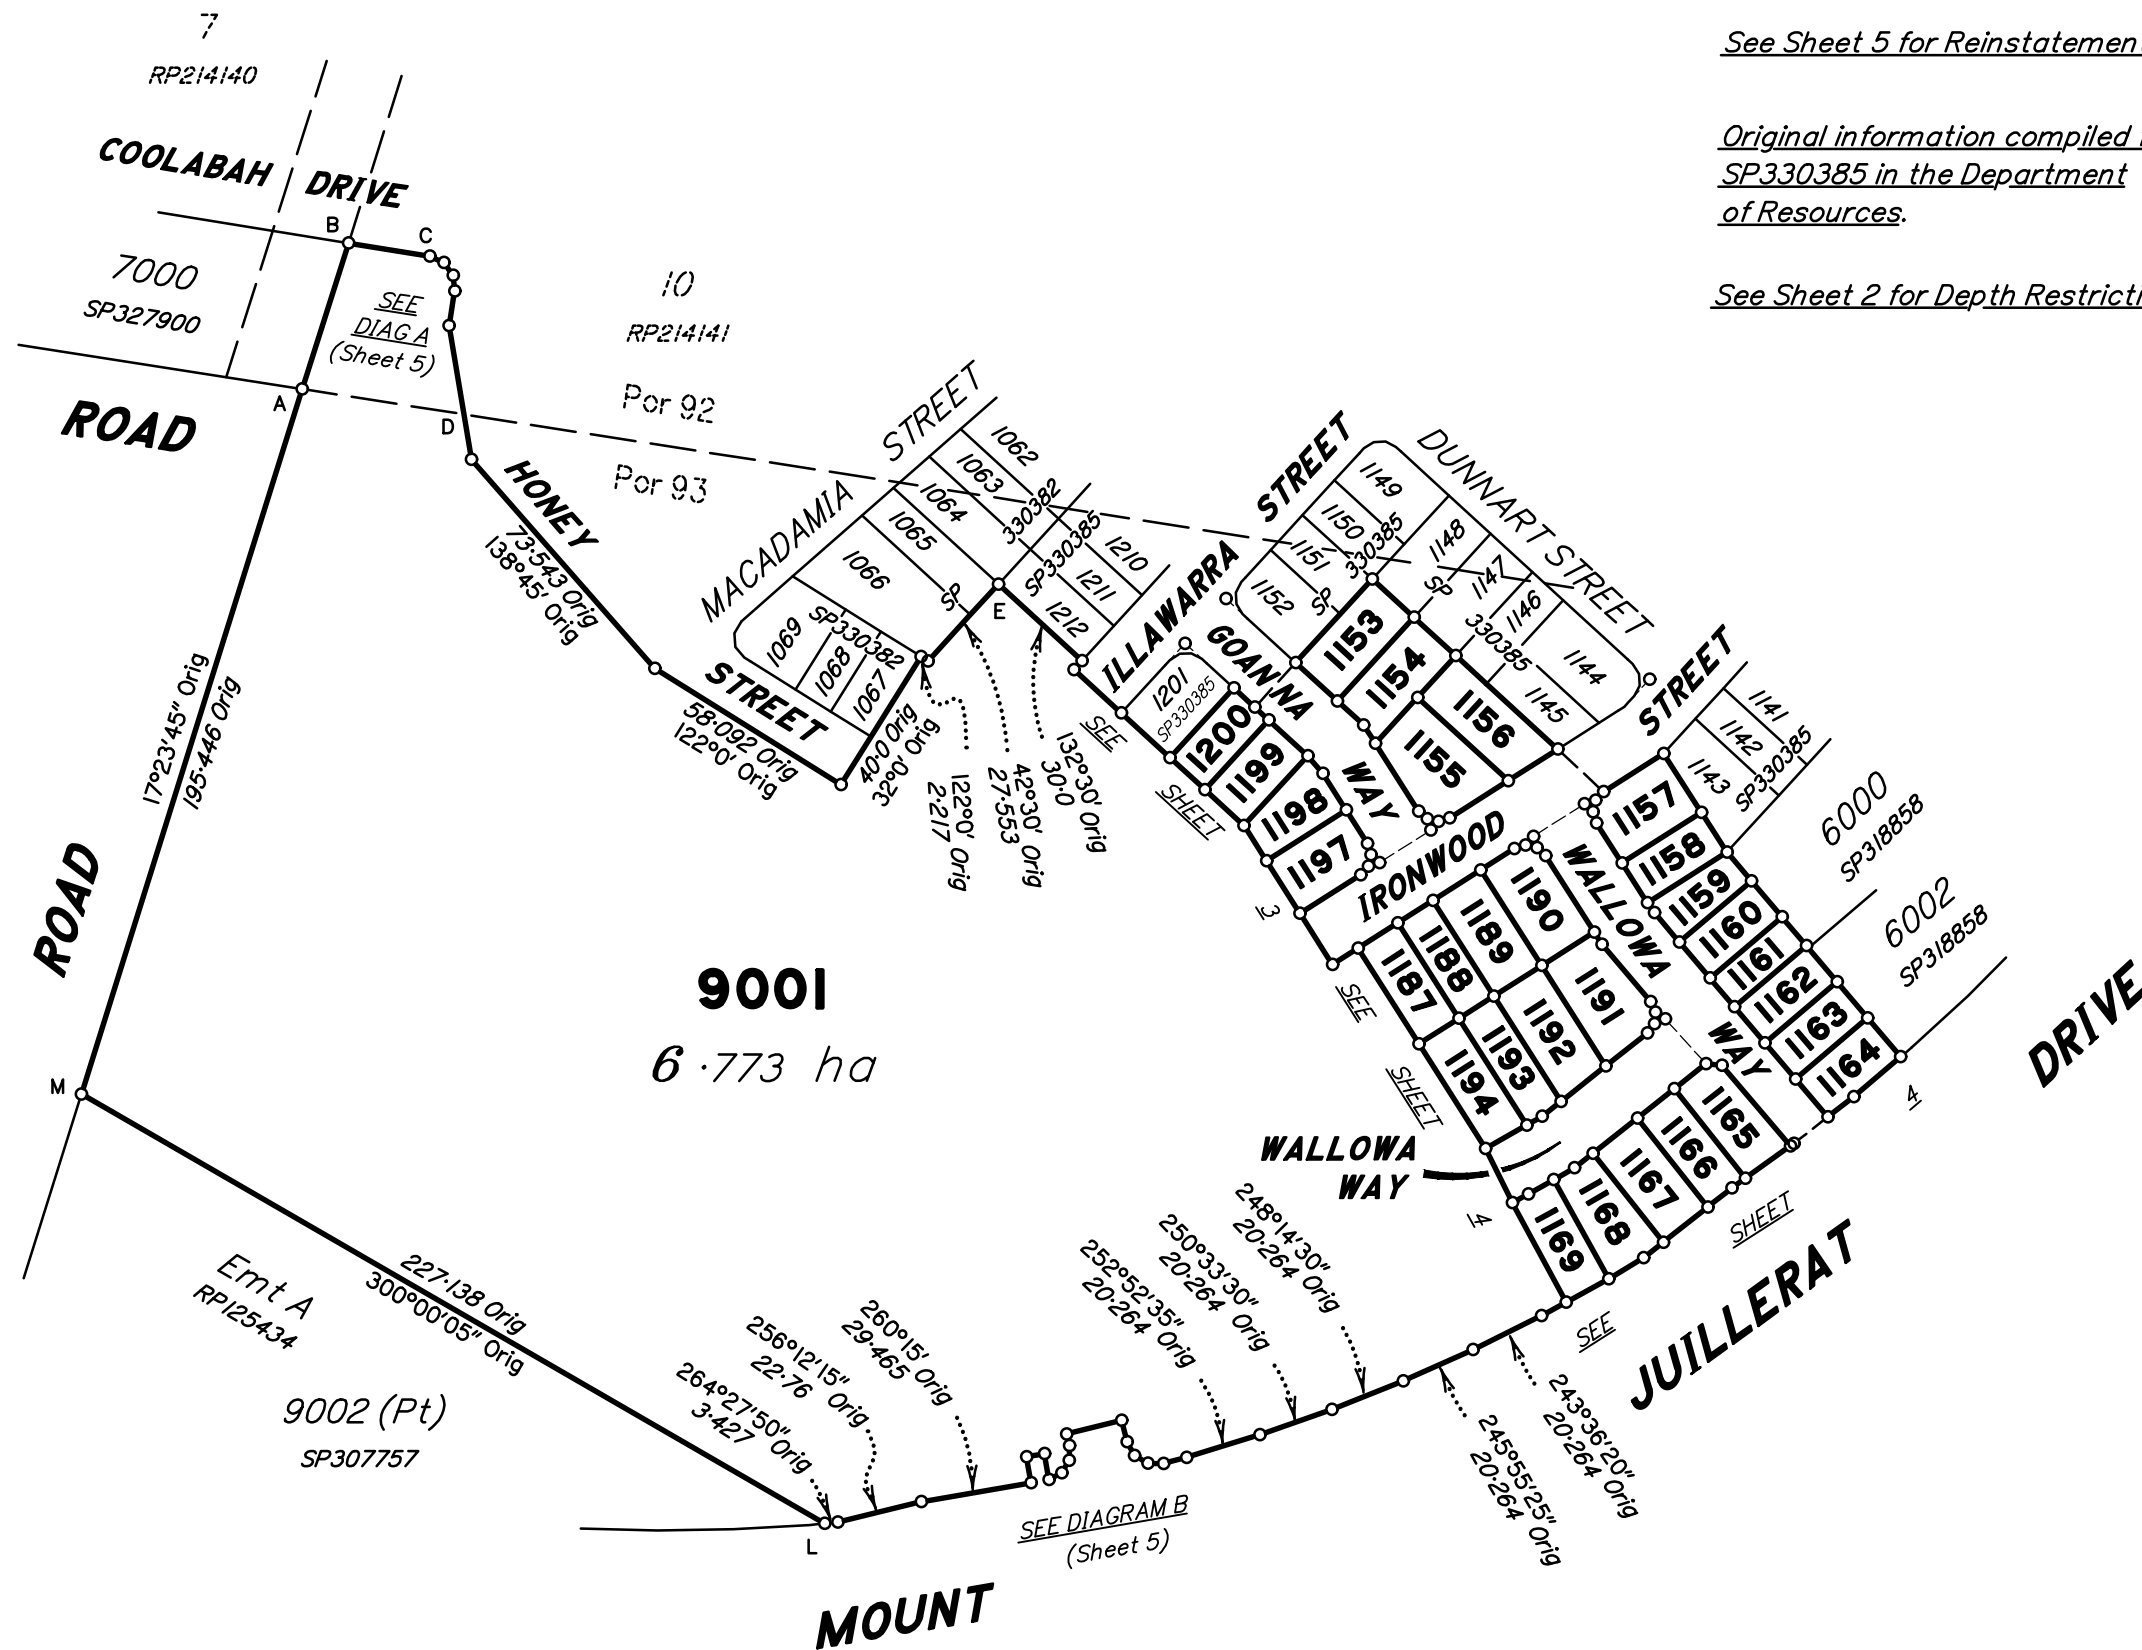 7
RP214140
COOLABAH DRIVE
B
C
7000
SP327900
SEE
DIAG A
(Sheet 5)
A
D
ROAD
10
RP214141
Por 92
Por 93
See Sheet 5 for Reinstatemen
Original information compiled
SP330385 in the Department
of Resources.
See Sheet 2 for Depth Restricti
HONEY
STREET
73·543 Orig
138°45' Orig
58·092 Orig
122°0' Orig
MACADAMIA STREET
1062
1063
1064
1065
1066
1067
1068
1069
SP330382
SP 330382
SP330385
1210
1211
1212
E
40·0 Orig
32°0' Orig
122°0' Orig
2·217
42°30' Orig
27·553
132°30' Orig
30·0
ILLAWARRA STREET
DUNNART STREET
1149
1150
1151
1152
SP 330385
1148
1147
1146
1145
1144
SP 330385
1201
SP330385
GOANNA WAY
1153
1154
1155
1156
1200
1199
1198
1197
SEE SHEET 3
IRONWOOD STREET
1141
1142
1143
SP330385
6000
SP318858
6002
SP318858
WALLOWA WAY
1157
1158
1159
1160
1161
1162
1163
1164
4
1190
1189
1188
1187
1191
1192
1193
1194
SEE SHEET 4
WALLOWA
WAY
1165
1166
1167
1168
1169
SEE SHEET
17°23'45" Orig
195·446 Orig
ROAD
M
9001
6·773 ha
227·138 Orig
300°00'05" Orig
Emt A
RP125434
9002 (Pt)
SP307757
L
264°27'50" Orig
3·427
256°12'15" Orig
22·76
260°15' Orig
29·465
SEE DIAGRAM B
(Sheet 5)
252°52'35" Orig
20·264
250°33'30" Orig
20·264
248°14'30" Orig
20·264
245°55'25" Orig
20·264
243°36'20" Orig
20·264
MOUNT JUILLERAT DRIVE